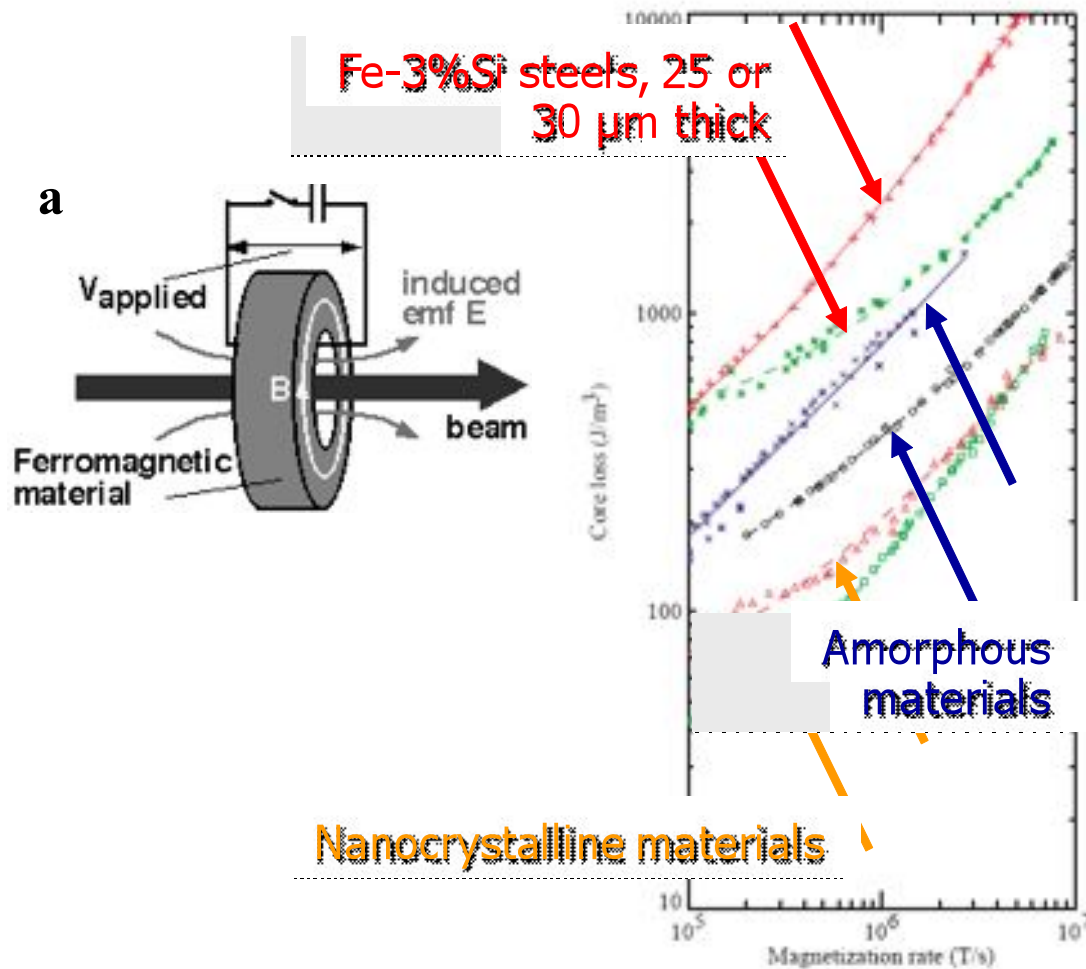 Fe-3%Si steels, 25 or
30 μm thick
a
Vapplied
induced
emf E
B
beam
Ferromagnetic
material
10000
1000
100
10
Core loss (J/m³)
10⁵
10⁶
10⁷
Magnetization rate (T/s)
Amorphous
materials
Nanocrystalline materials